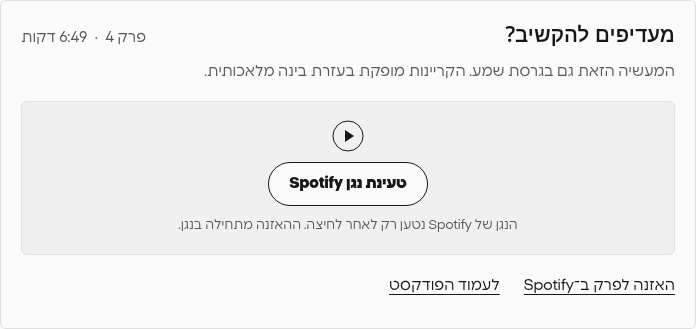 מעדיפים להקשיב?
פרק 4 · 6:49 דקות
המעשיה הזאת גם בגרסת שמע. הקריינות מופקת בעזרת בינה מלאכותית.
טעינת נגן Spotify
הנגן של Spotify נטען רק לאחר לחיצה. ההאזנה מתחילה בנגן.
האזנה לפרק ב־Spotify
לעמוד הפודקסט